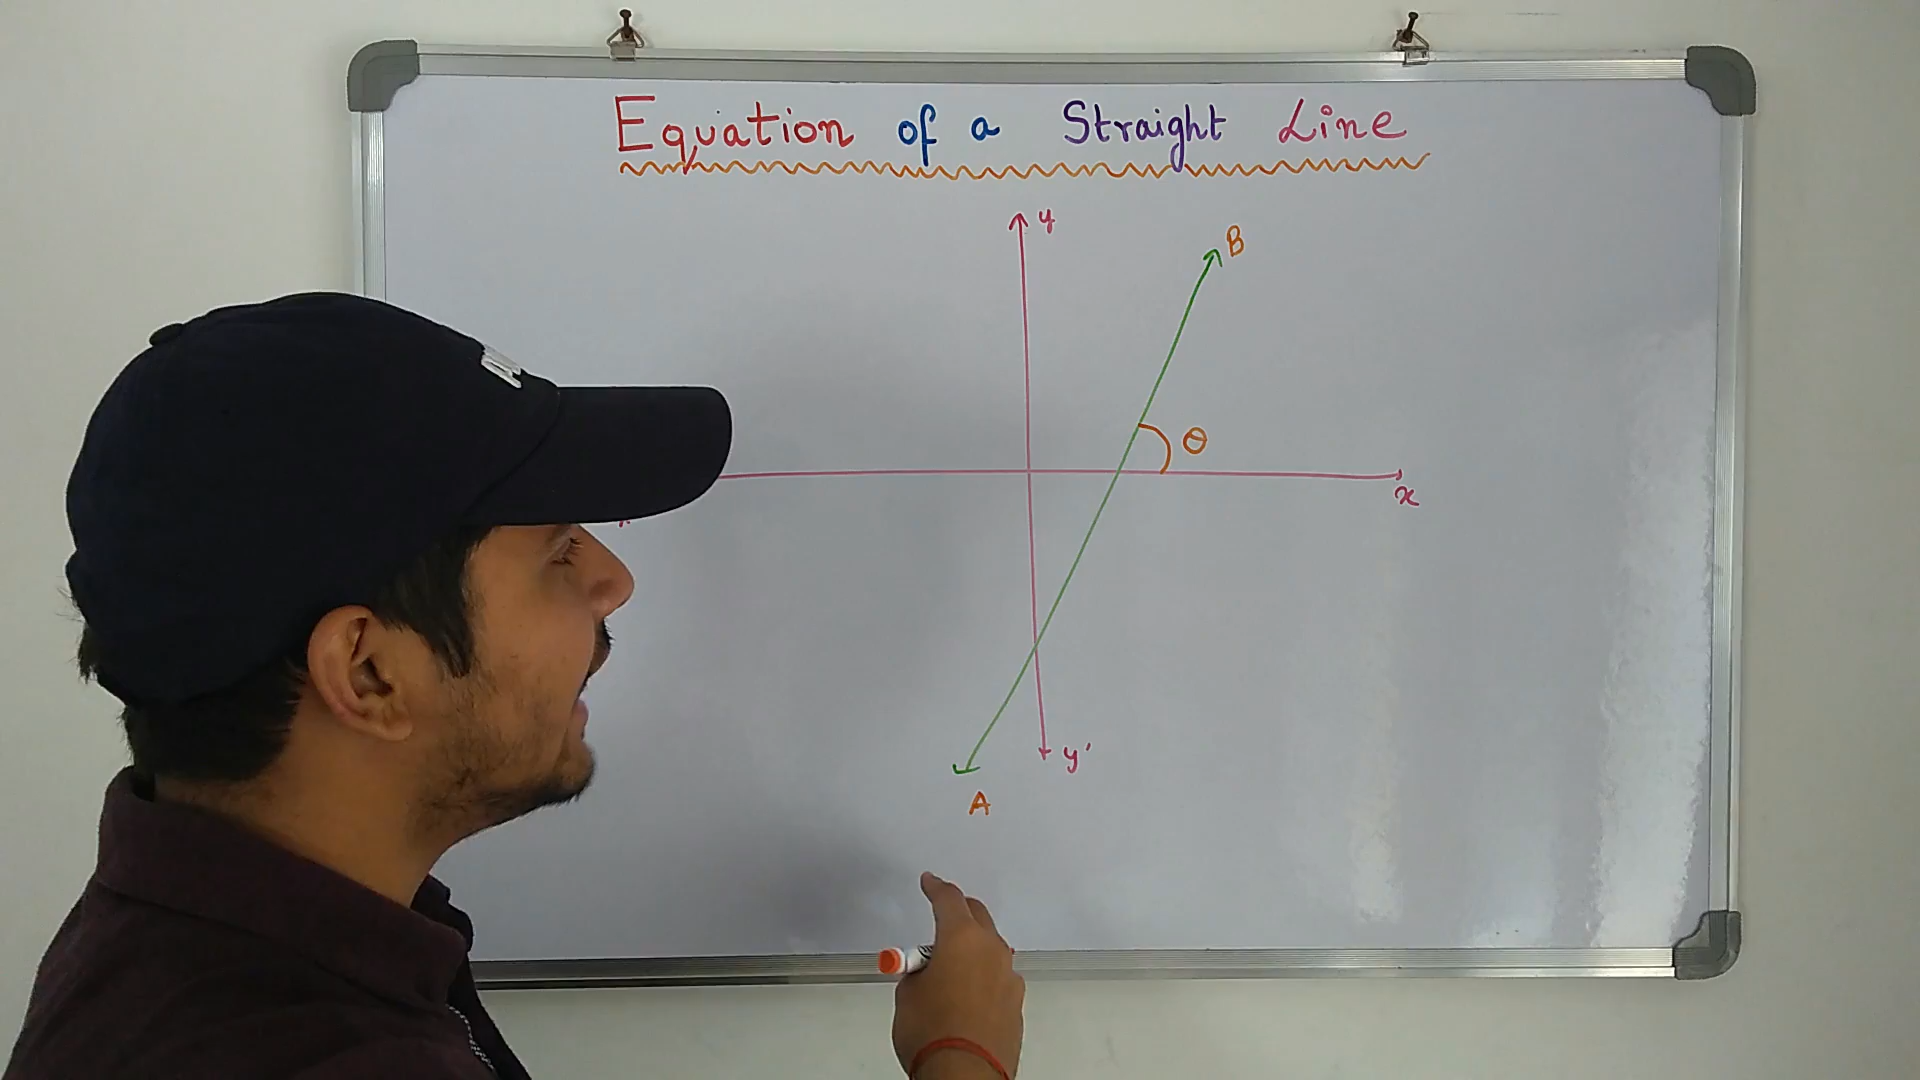 Equation of a Straight Line
y
B
θ
x
y'
A